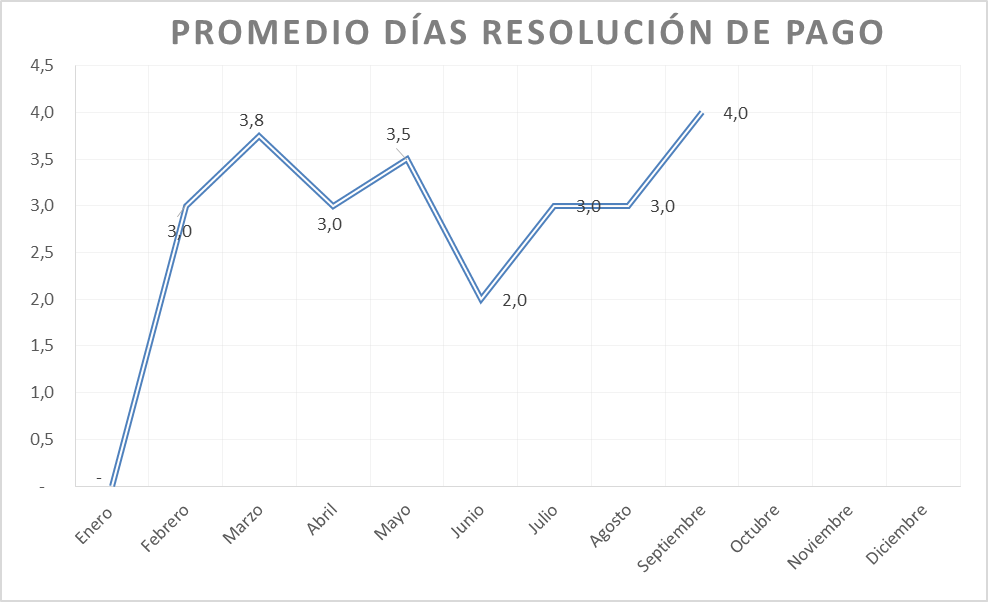 PROMEDIO DÍAS RESOLUCIÓN DE PAGO
4,5
4,0
3,5
3,0
2,5
2,0
1,5
1,0
0,5
-
-
3,0
3,8
3,0
3,5
2,0
3,0
3,0
4,0
Enero
Febrero
Marzo
Abril
Mayo
Junio
Julio
Agosto
Septiembre
Octubre
Noviembre
Diciembre